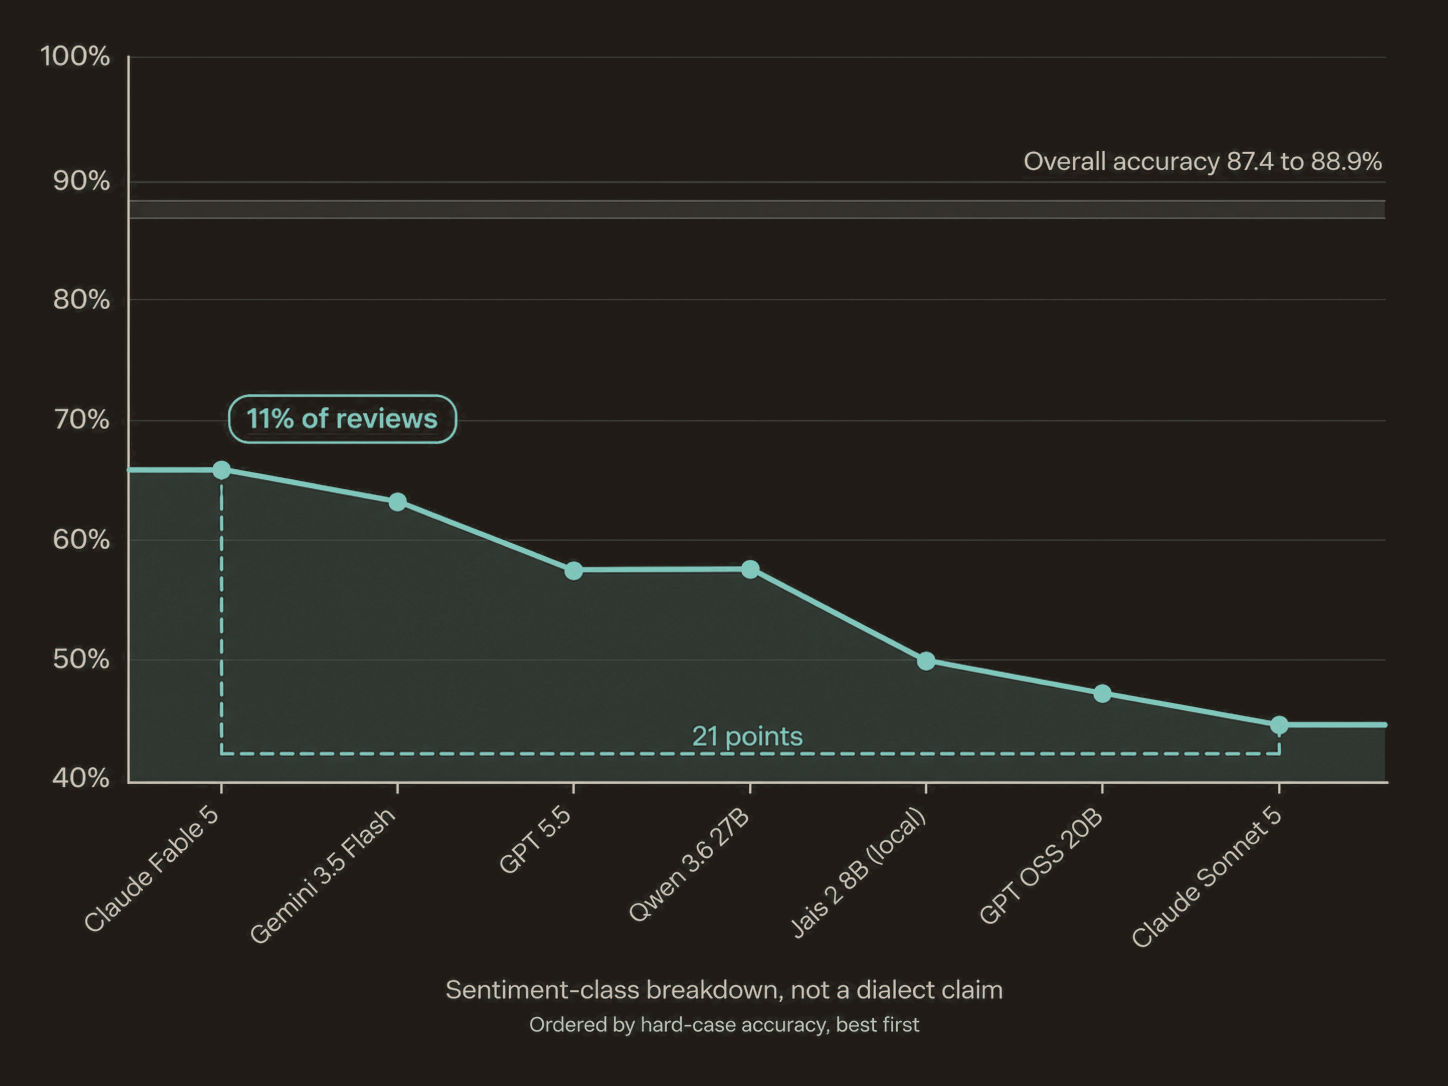 100%
Overall accuracy 87.4 to 88.9%
90%
80%
11% of reviews
70%
60%
50%
21 points
40%
Claude Fable 5
Gemini 3.5 Flash
GPT 5.5
Qwen 3.6 27B
Jais 2 8B (local)
GPT OSS 20B
Claude Sonnet 5
Sentiment-class breakdown, not a dialect claim
Ordered by hard-case accuracy, best first